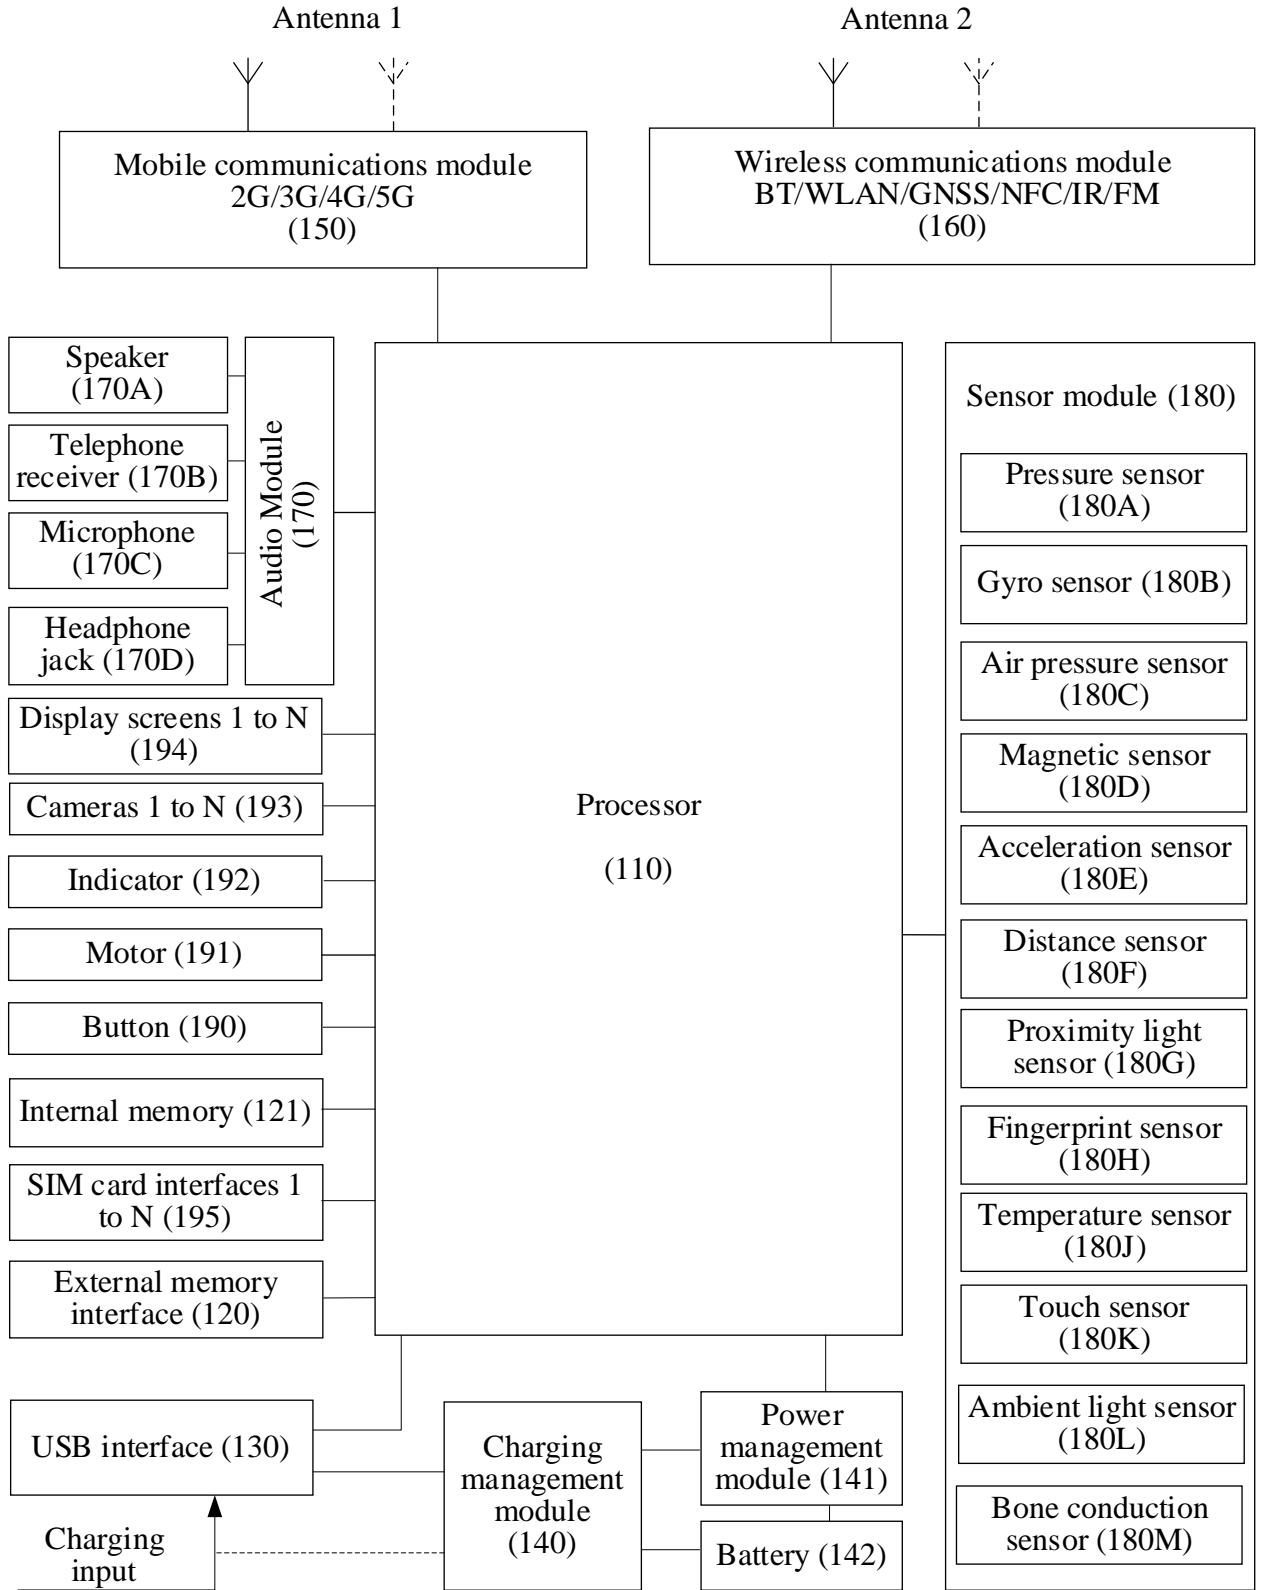 Antenna 1
Antenna 2
Mobile communications module
2G/3G/4G/5G
(150)
Wireless communications module
BT/WLAN/GNSS/NFC/IR/FM
(160)
Speaker
(170A)
Telephone
receiver (170B)
Microphone
(170C)
Headphone
jack (170D)
Audio Module
(170)
Display screens 1 to N
(194)
Cameras 1 to N (193)
Indicator (192)
Motor (191)
Button (190)
Internal memory (121)
SIM card interfaces 1
to N (195)
External memory
interface (120)
Processor
(110)
Sensor module (180)
Pressure sensor
(180A)
Gyro sensor (180B)
Air pressure sensor
(180C)
Magnetic sensor
(180D)
Acceleration sensor
(180E)
Distance sensor
(180F)
Proximity light
sensor (180G)
Fingerprint sensor
(180H)
Temperature sensor
(180J)
Touch sensor
(180K)
Ambient light sensor
(180L)
Bone conduction
sensor (180M)
USB interface (130)
Charging
input
Charging
management
module
(140)
Power
management
module (141)
Battery (142)